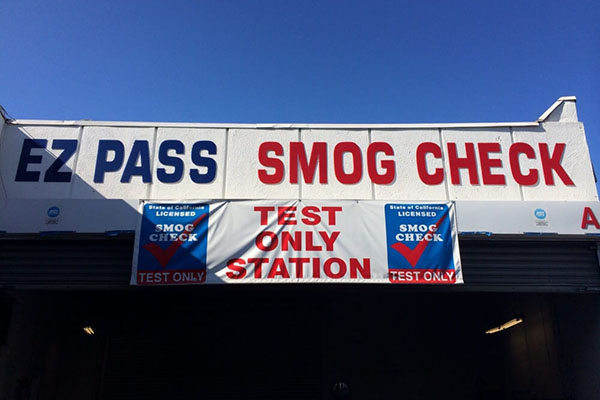 EZ PASS SMOG CHECK
State of California
LICENSED
SMOG
CHECK
TEST ONLY
TEST
ONLY
STATION
State of California
LICENSED
SMOG
CHECK
TEST ONLY
A